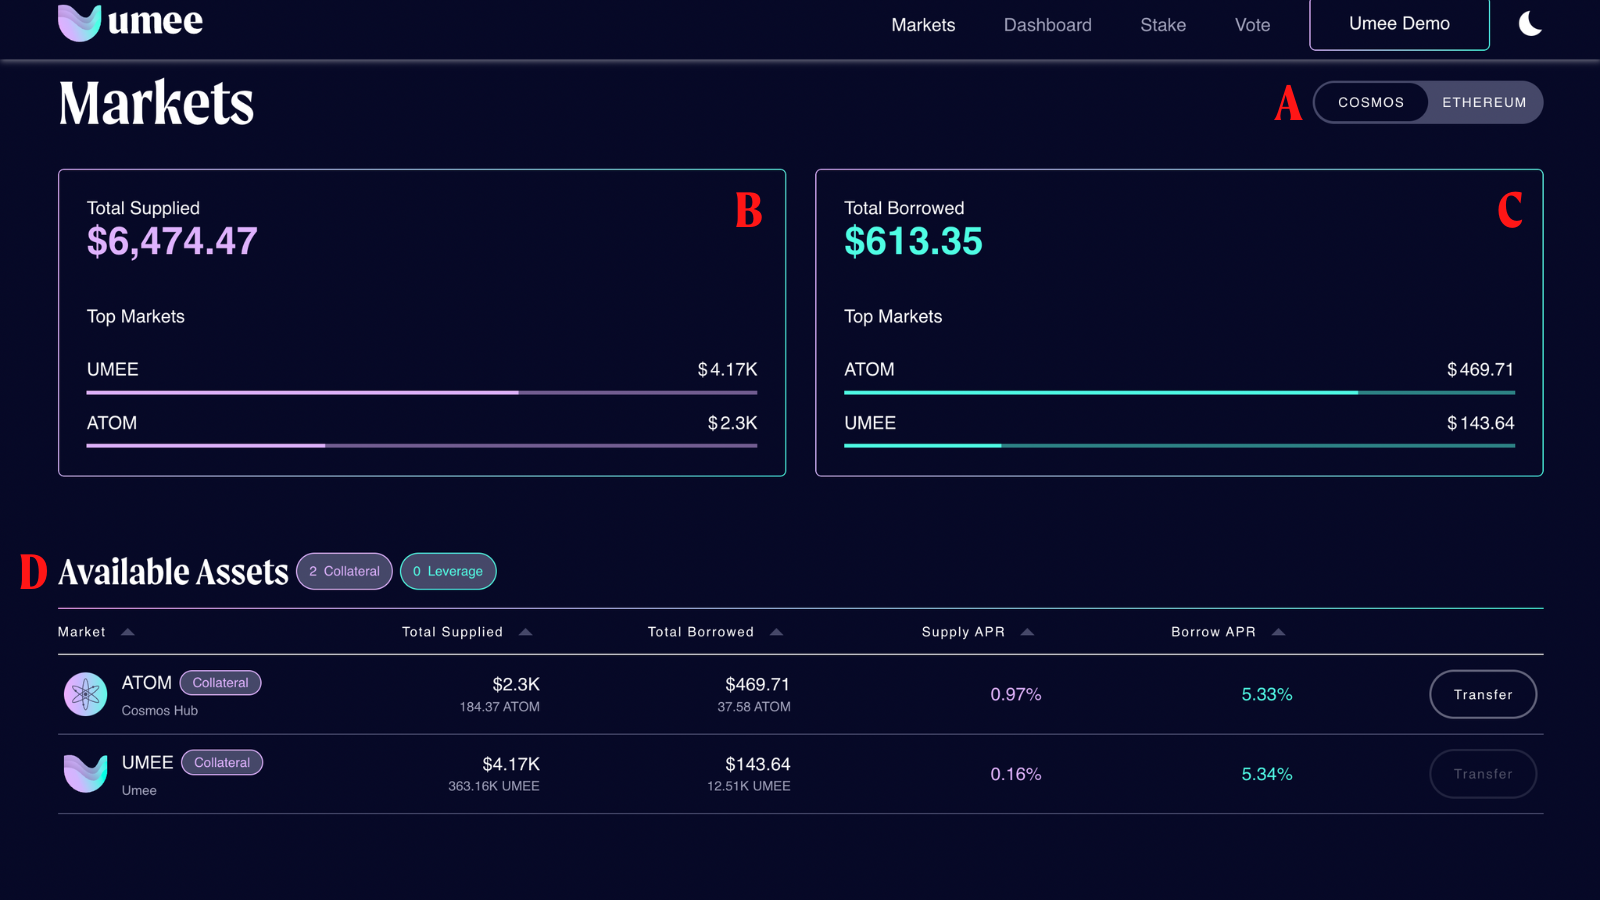 umee
Markets Dashboard Stake Vote Umee Demo
Markets
A COSMOS ETHEREUM
Total Supplied
$6,474.47
B
Top Markets
UMEE $4.17K
ATOM $2.3K
Total Borrowed
$613.35
C
Top Markets
ATOM $469.71
UMEE $143.64
D Available Assets 2 Collateral 0 Leverage
Market Total Supplied Total Borrowed Supply APR Borrow APR
ATOM Collateral $2.3K $469.71 0.97% 5.33% Transfer
Cosmos Hub 184.37 ATOM 37.58 ATOM
UMEE Collateral $4.17K $143.64 0.16% 5.34% Transfer
Umee 363.16K UMEE 12.51K UMEE